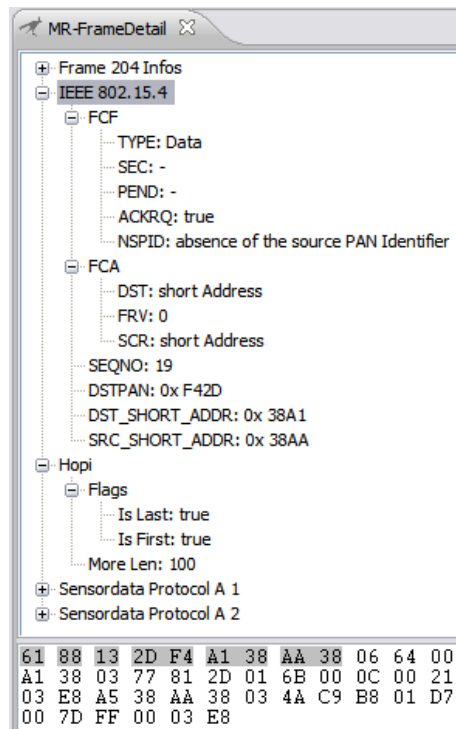 MR-FrameDetail
Frame 204 Infos
IEEE 802.15.4
FCF
TYPE: Data
SEC: -
PEND: -
ACKRQ: true
NSPID: absence of the source PAN Identifier
FCA
DST: short Address
FRV: 0
SCR: short Address
SEQNO: 19
DSTPAN: 0x F42D
DST_SHORT_ADDR: 0x 38A1
SRC_SHORT_ADDR: 0x 38AA
Hopi
Flags
Is Last: true
Is First: true
More Len: 100
Sensordata Protocol A 1
Sensordata Protocol A 2
61 88 13 2D F4 A1 38 AA 38 06 64 00
A1 38 03 77 81 2D 01 6B 00 0C 00 21
03 E8 A5 38 AA 38 03 4A C9 B8 01 D7
00 7D FF 00 03 E8